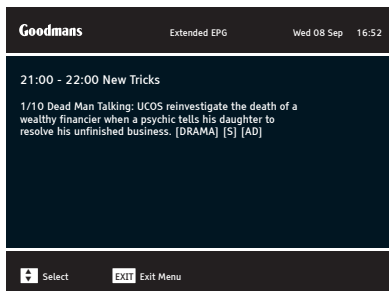 Goodmans Extended EPG Wed 08 Sep 16:52
21:00 - 22:00 New Tricks
1/10 Dead Man Talking: UCOS reinvestigate the death of a
wealthy financier when a psychic tells his daughter to
resolve his unfinished business. [DRAMA] [S] [AD]
Select EXIT Exit Menu